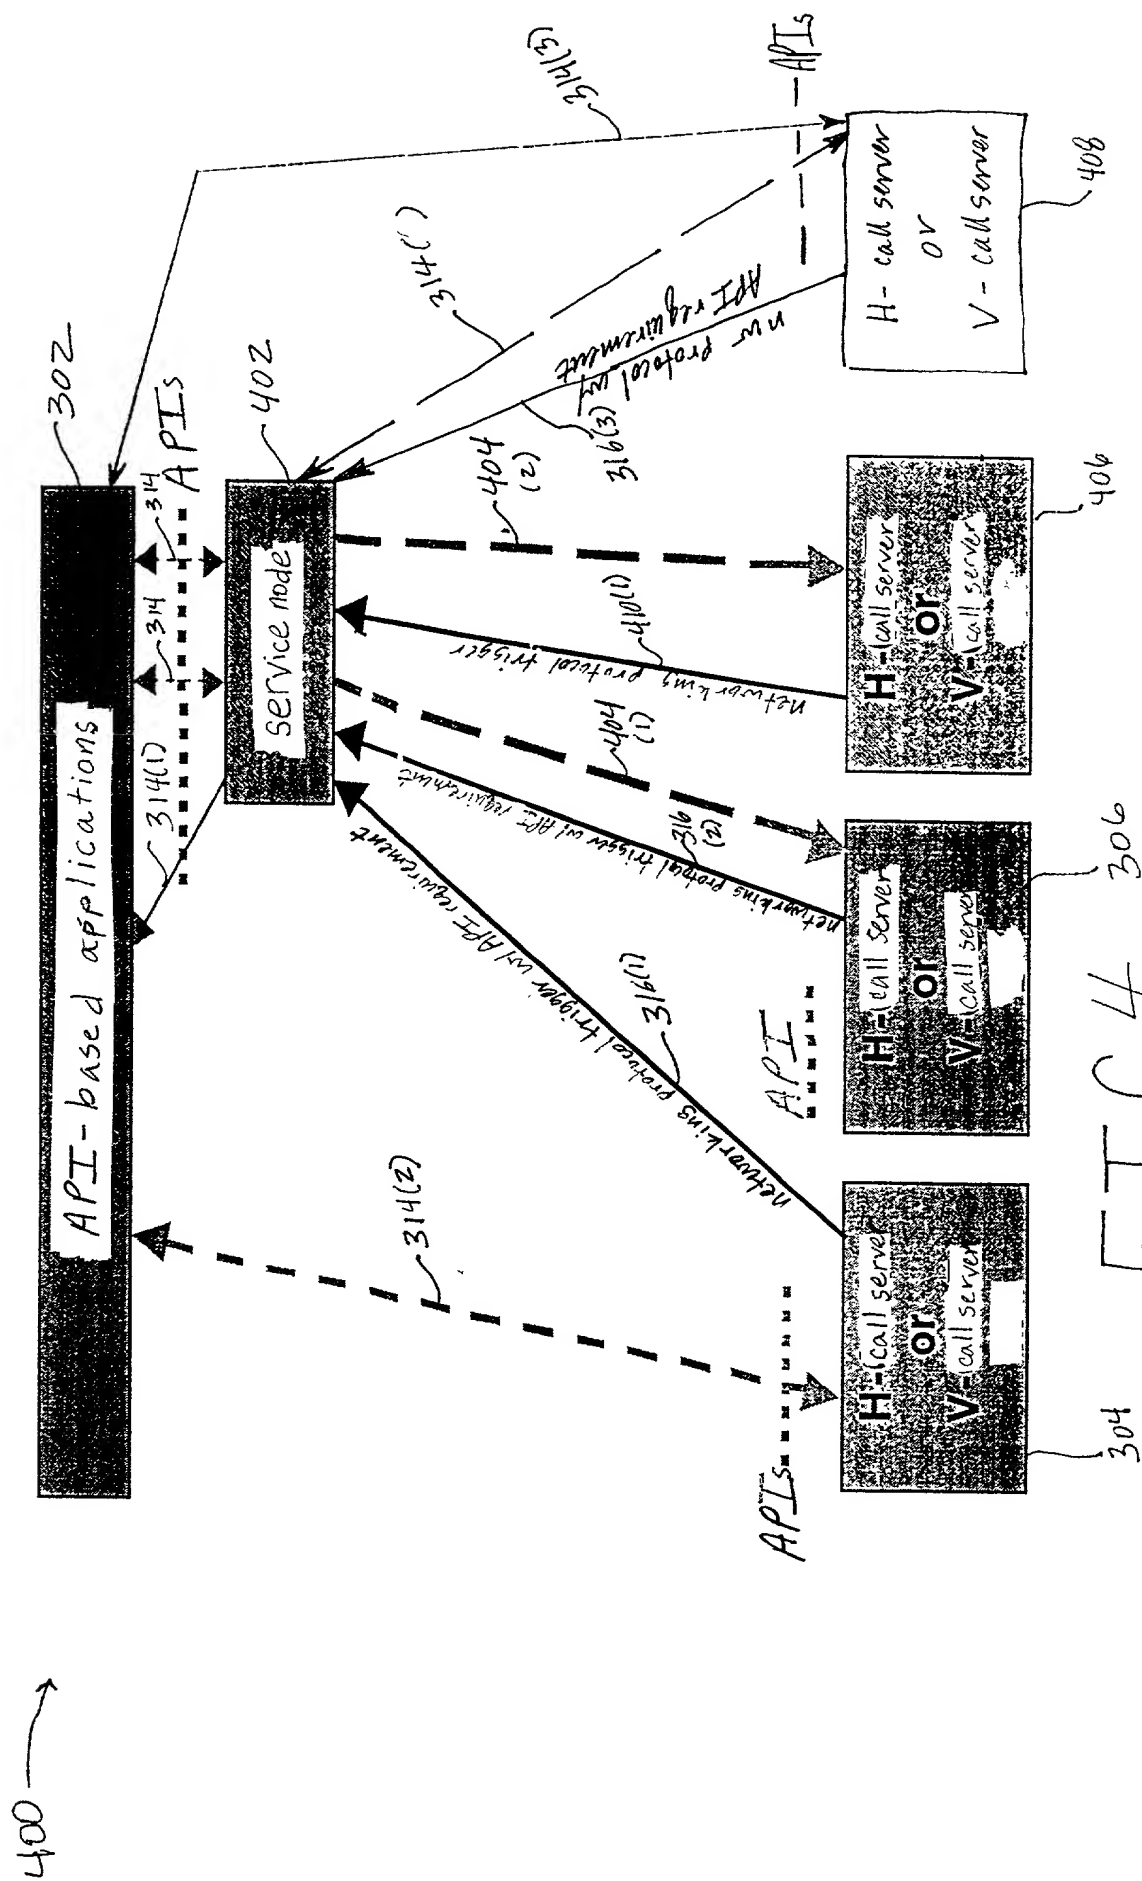 400
API-based applications
302
314(1)
314
314
APIs
service node
402
314(2)
314(3)
networking protocol trigger w/ API requirement
316(1)
networking protocol trigger w/ API requirement
316
(2)
404
(1)
networking protocol trigger
410(1)
404
(2)
316(3)
nw protocol w/
API requirement
APIs
APIs
API
H-call server
or
V-call server
304
H-call server
or
V-call server
306
H-call server
or
V-call server
406
H-call server
or
V-call server
408
FIG 4